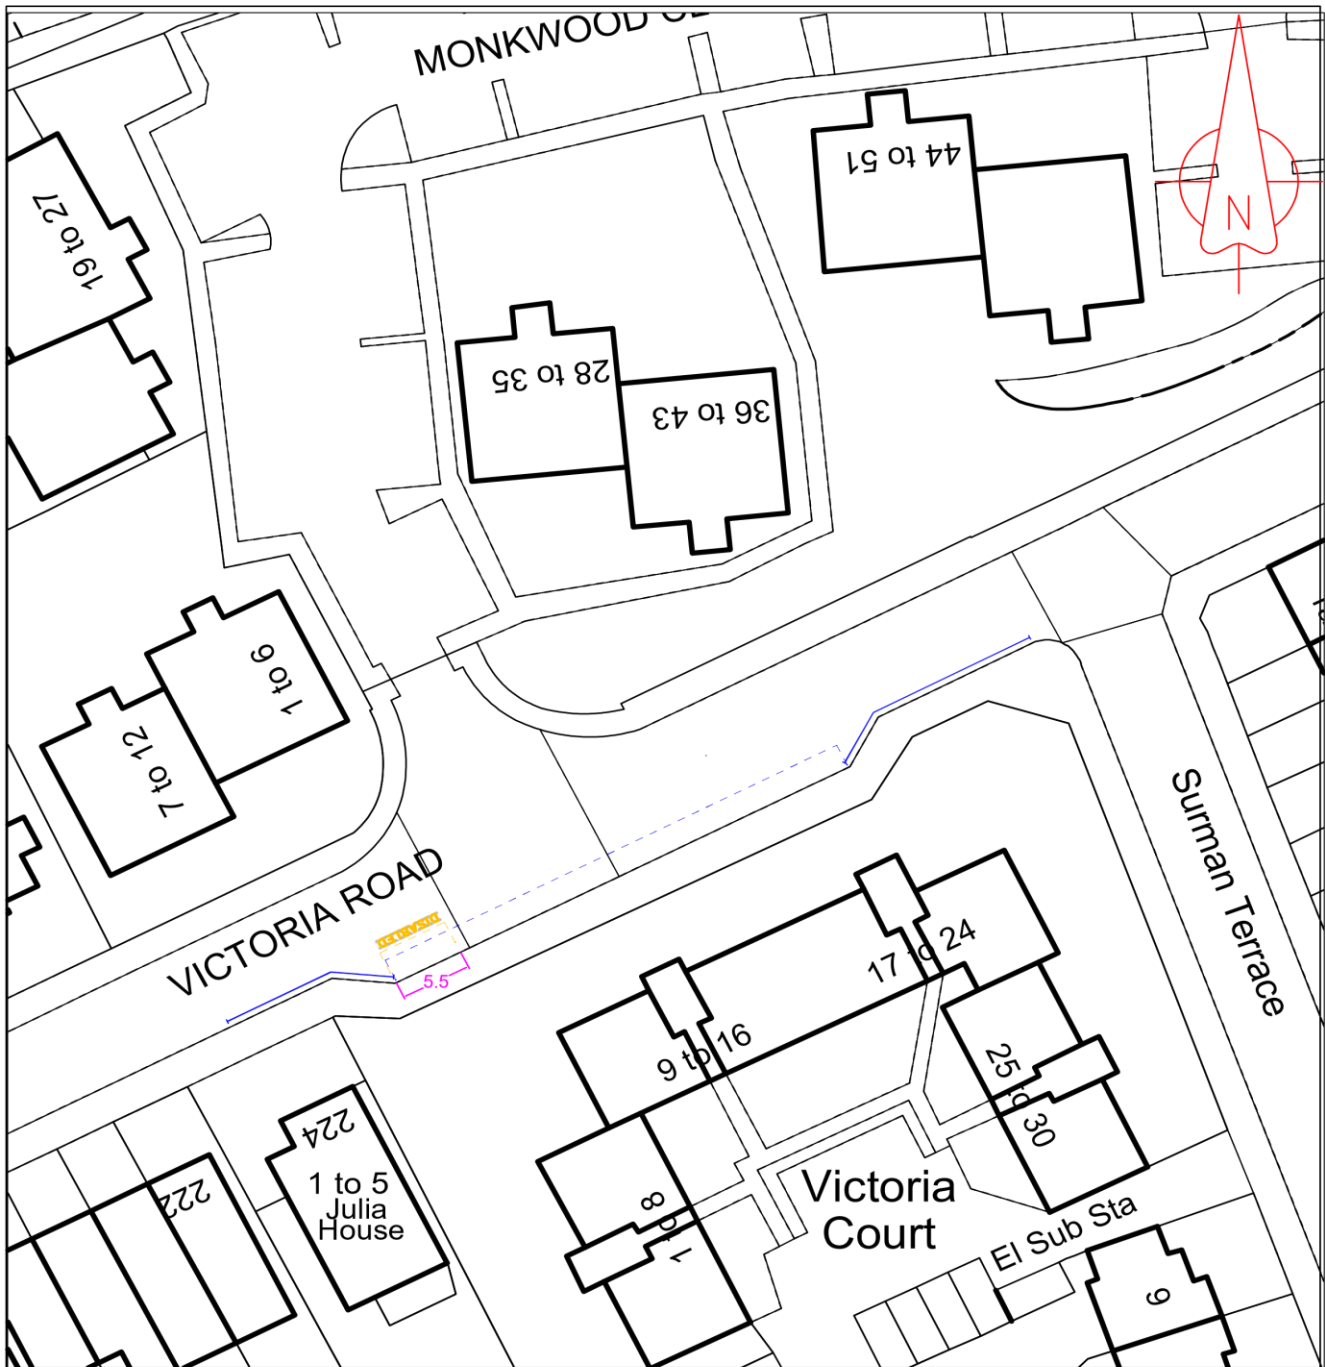 MONKWOOD
N
19 to 27
44 to 51
28 to 35
36 to 43
1 to 6
7 to 12
VICTORIA ROAD
DISABLED
5.5
Surman Terrace
17 to 24
9 to 16
25 to 30
224
222
1 to 5
Julia
House
1 to 8
Victoria
Court
El Sub Sta
9